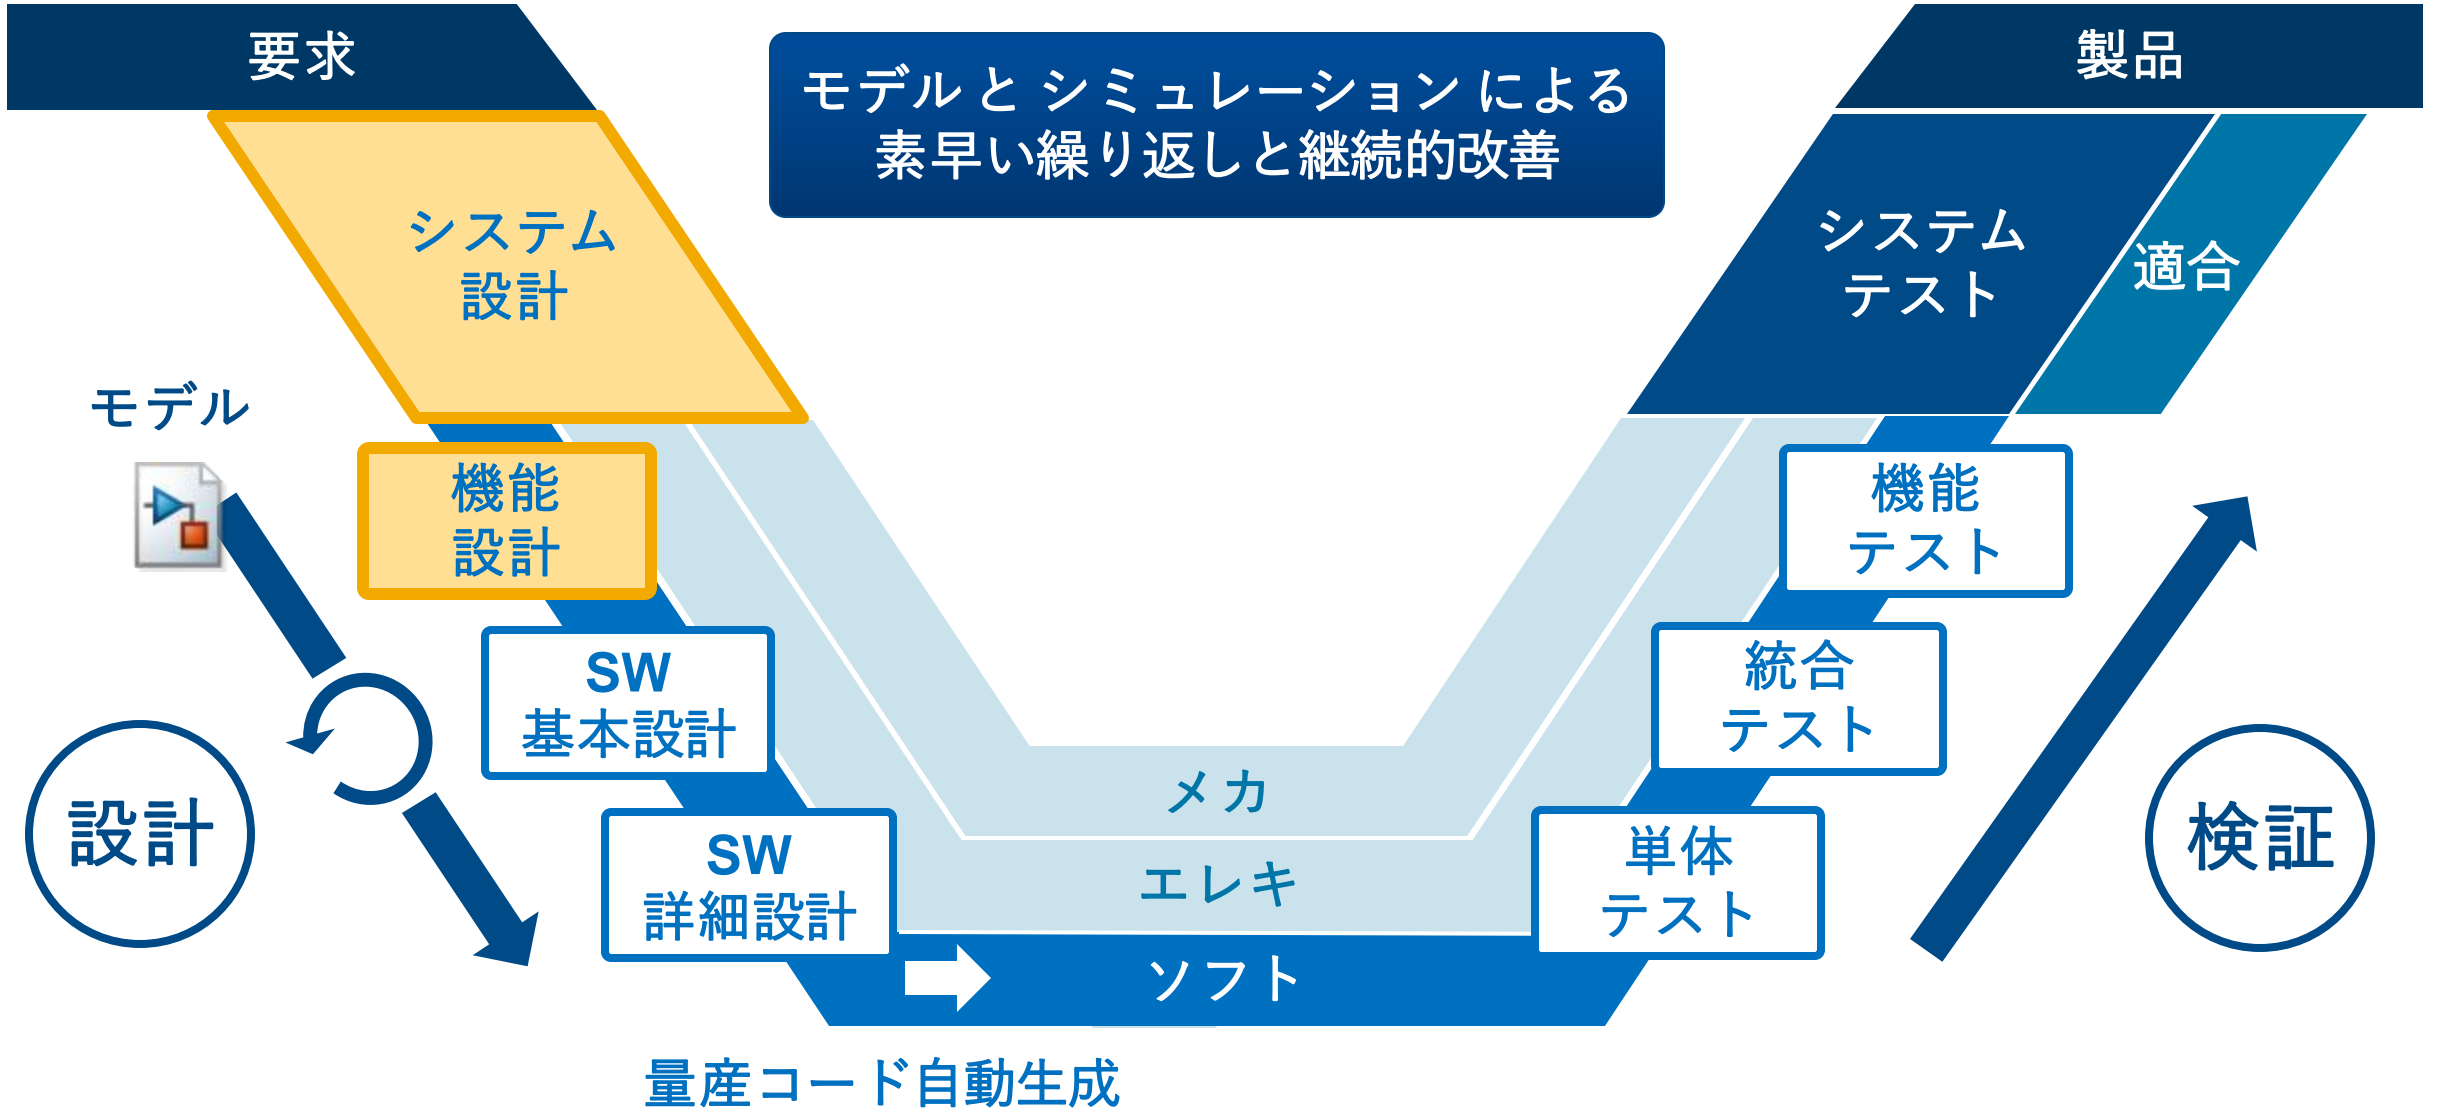 要求
モデルとシミュレーションによる
素早い繰り返しと継続的改善
製品
システム
設計
システム
テスト
適合
モデル
機能
設計
機能
テスト
SW
基本設計
統合
テスト
設計
SW
詳細設計
メカ
エレキ
ソフト
単体
テスト
検証
量産コード自動生成